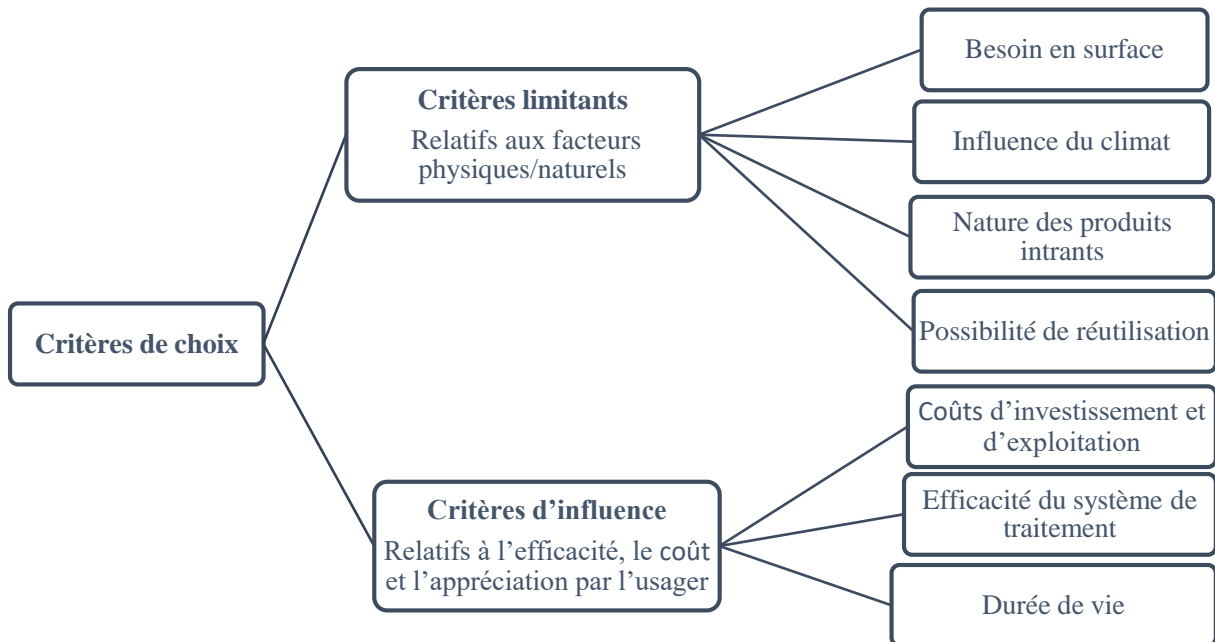 Critères de choix
Critères limitants
Relatifs aux facteurs
physiques/naturels
Besoin en surface
Influence du climat
Nature des produits
intrants
Possibilité de réutilisation
Critères d’influence
Relatifs à l’efficacité, le coût
et l’appréciation par l’usager
Coûts d’investissement et
d’exploitation
Efficacité du système de
traitement
Durée de vie